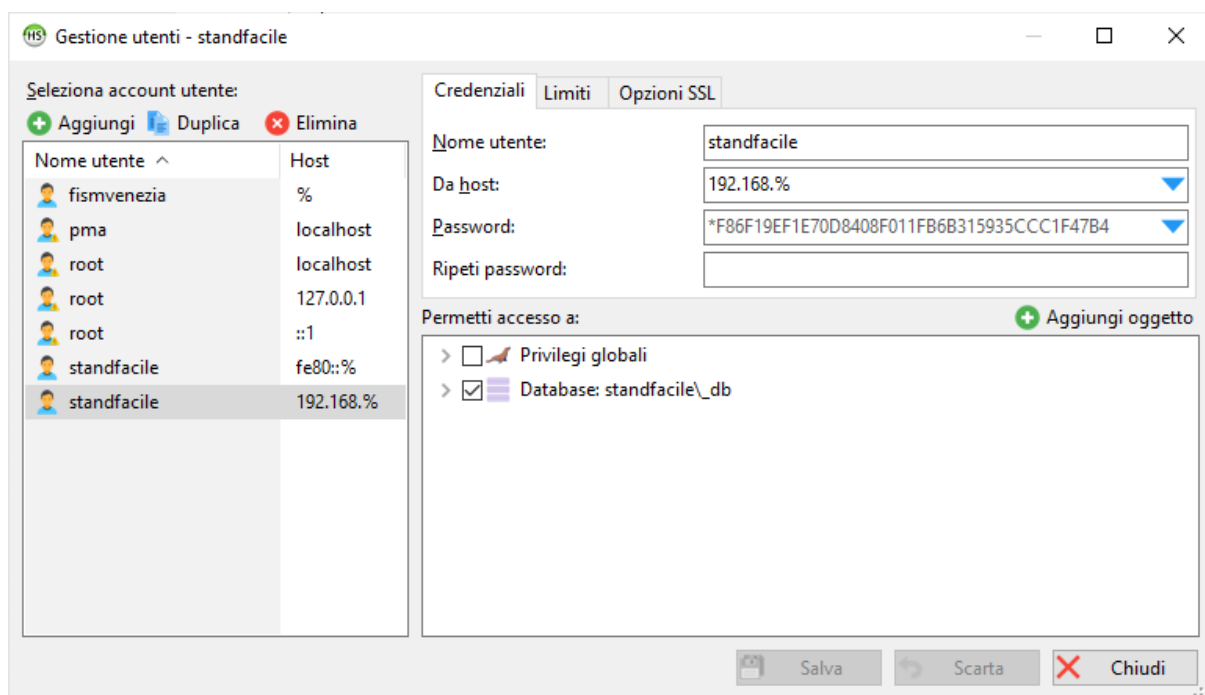 HS Gestione utenti - standfacile
Seleziona account utente:
Aggiungi Duplica Elimina
Nome utente Host
fismvenezia %
pma localhost
root localhost
root 127.0.0.1
root ::1
standfacile fe80::%
standfacile 192.168.%
Credenziali Limiti Opzioni SSL
Nome utente: standfacile
Da host: 192.168.%
Password: *F86F19EF1E70D8408F011FB6B315935CCC1F47B4
Ripeti password:
Permetti accesso a: Aggiungi oggetto
Privilegi globali
Database: standfacile\_db
Salva Scarta Chiudi